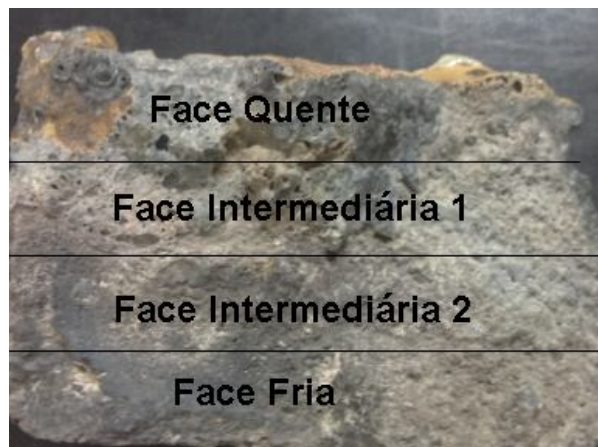 Face Quente
Face Intermediária 1
Face Intermediária 2
Face Fria